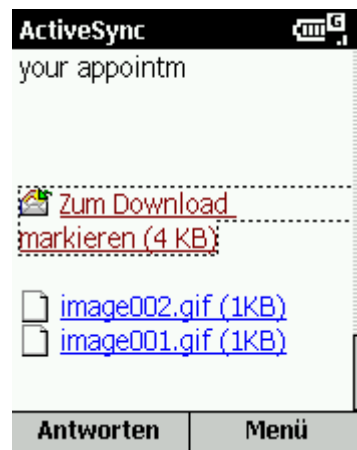 ActiveSync
G
your appointm
Zum Download
markieren (4 KB)
image002.gif (1KB)
image001.gif (1KB)
Antworten Menü